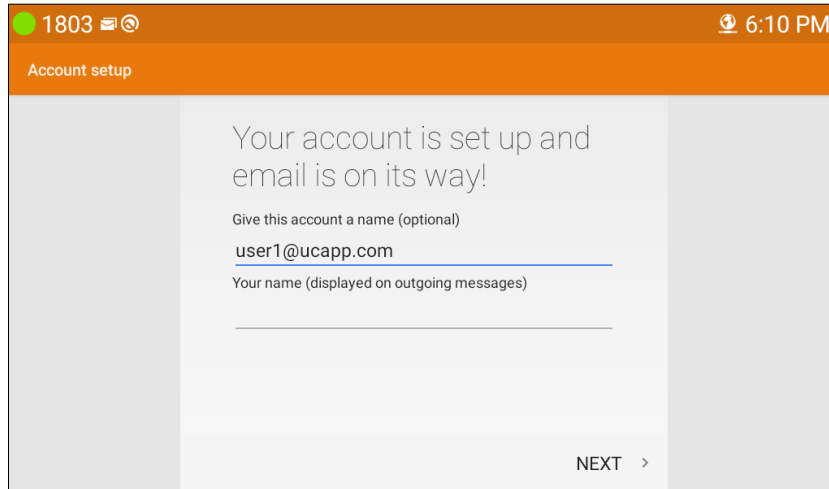 1803 6:10 PM
Account setup
Your account is set up and
email is on its way!
Give this account a name (optional)
user1@ucapp.com
Your name (displayed on outgoing messages)
NEXT